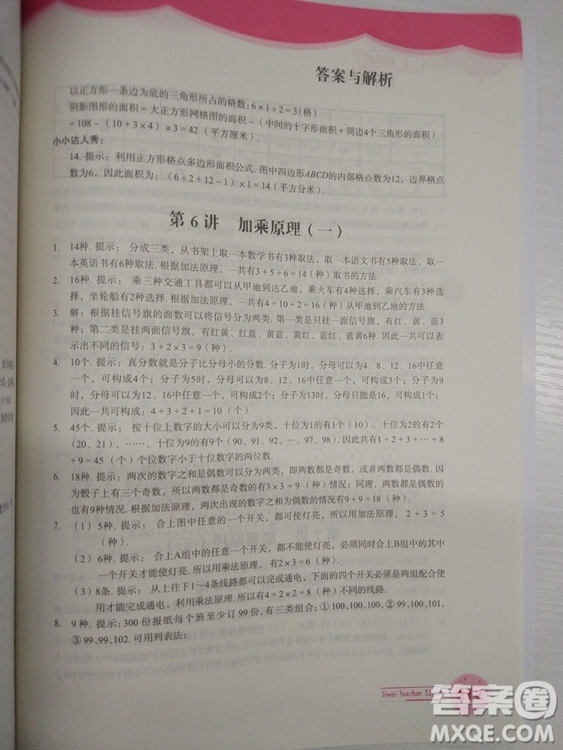 答案与解析
以正方形一条边为底的三角形所占的格数：6×1÷2=3（格）
阴影图形的面积=大正方形网格图的面积−（中间的十字形面积+周边4个三角形的面积）
=108−（10+3×4）×3=42（平方厘米）.
小小达人秀：
14. 提示：利用正方形格点多边形面积公式. 图中四边形ABCD的内部格点数为12，边界格点
数为6。因此面积为：（6÷2+12−1）×1=14（平方分米）.
第6讲 加乘原理（一）
1. 14种. 提示： 分成三类，从书架上取一本数学书有3种取法，取一本语文书有5种取法，取
一本英语书有6种取法. 根据加法原理，一共有3+5+6=14（种）取书的方法.
2. 16种. 提示： 乘三种交通工具都可以从甲地到达乙地，乘火车有4种选择，乘汽车有10种选
择，坐轮船有2种选择. 根据加法原理，一共有4+10+2=16（种）从甲地到乙地的方法.
3. 解：根据挂信号旗的面数可以将信号分为两类. 第一类是只挂一面信号旗，有红、黄、蓝3
种；第二类是挂两面信号旗，有红黄、红蓝、黄蓝、黄红、蓝红、蓝黄6种. 所以一共可以表
示出不同的信号：3+2×3=9（种）.
4. 10个. 提示：真分数就是分子比分母小的分数. 分子为1时，分母可以为4、8、12、16中任意
一个，可构成4个；分子为5时，分母可以为8、12、16中任意一个，可构成3个；分子为9
时，分母可以为12、16中任意一个，可构成2个；分子为13时，分母只能是16，可构成1
个. 一共可构成：4+3+2+1=10（个）
5. 45个. 提示： 按十位上数字的大小可以分为9类，十位为1的有1个（10），十位为2的有2个
（20、21），……十位为9的有9个（90、91、92、…、97、98），因此共有1+2+3+…+8
+9=45（个）个位数字小于十位数字的两位数.
6. 18种. 提示：两次的数字之和是偶数可以分为两类，即两数都是奇数，或者两数都是偶数. 因
为骰子上有三个奇数，所以两数都是奇数的有3×3=9（种）情况；同理，两数都是偶数的也
有3×3=9（种）情况. 根据加法原理，两次出现的数字之和为偶数的情况有9+9=18（种）.
7. （1）5种. 提示： 合上图中任意的一个开关，都可使灯亮，所以用加法原理， 2+3=5
（种）.
（2）6种. 提示： 合上A组中的任意一个开关，都不能使灯亮，必须同时合上B组中的其中
一个开关才能使灯亮. 所以利用乘法原理，有2×3=6（种）.
（3）8条. 提示： 从上往下1~4条线路都可以完成通电，下面的四个开关必须是两组配合使
用才能完成通电，利用乘法原理. 所以有4+2×2=8（种）不同的线路.
8. 9种. 提示：300份报纸每个班至少订99份，有三类组合：①100,100,100，②99,100,101，
③99,99,102. 可用列表法：
Siwei tuozhan
答案圈
MXQE.COM